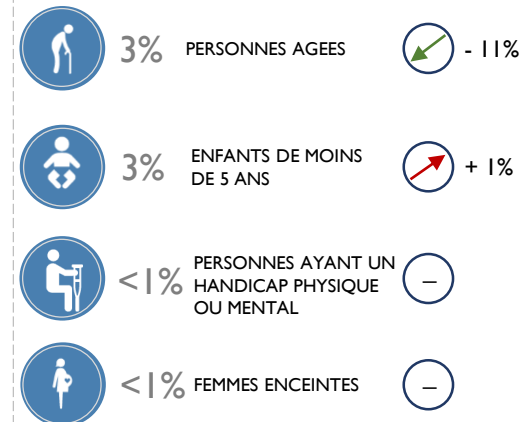 3% PERSONNES AGEES - 11%
3% ENFANTS DE MOINS
DE 5 ANS + 1%
<1% PERSONNES AYANT UN
HANDICAP PHYSIQUE
OU MENTAL –
<1% FEMMES ENCEINTES –